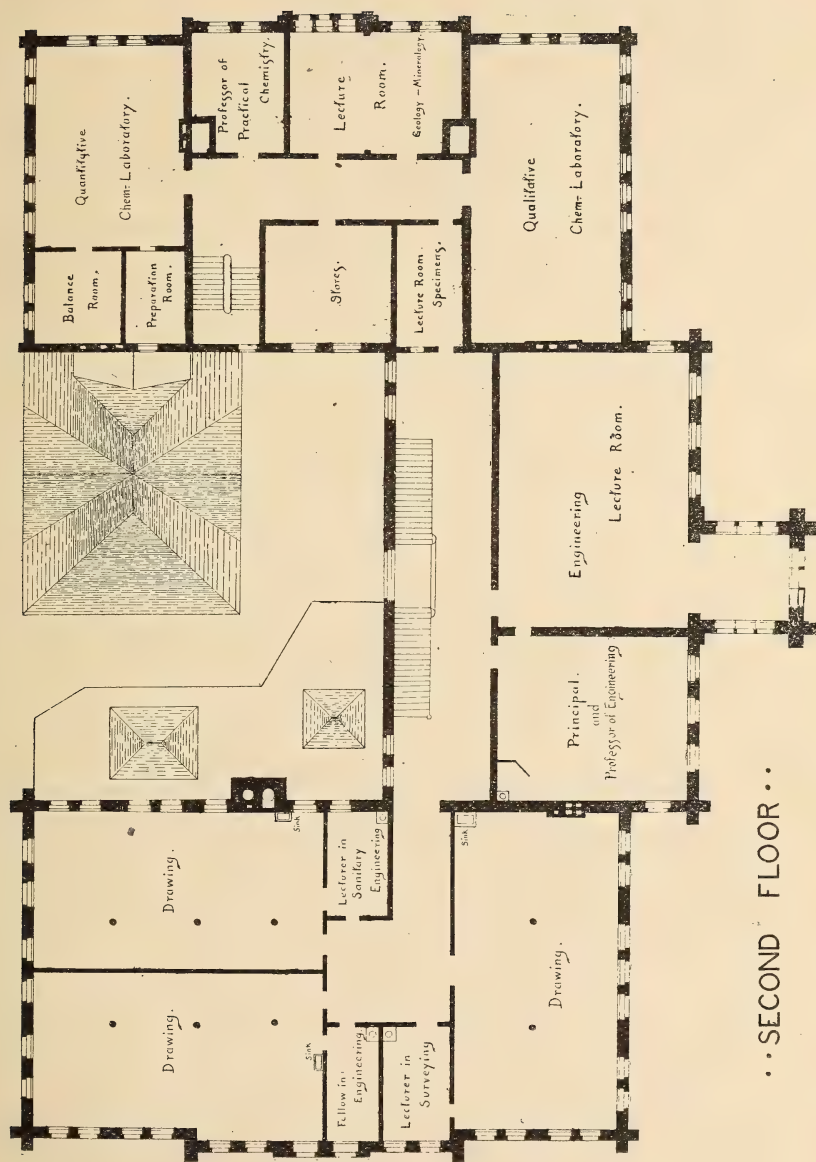 Drawing.
Drawing.
Sink
Sink
Fellow in
Engineering
Lecturer in
Surveying
Lecturer in
Sanitary
Engineering
Drawing.
Sink
Principal.
and
Professor of Engineering
Engineering
Lecture Room.
Balance
Room.
Preparation
Room.
Quantitative
Chem: Laboratory.
Professor of
Practical
Chemistry.
Lecture
Room.
Geology - Mineralogy
Stores.
Lecture Room
Specimens.
Qualitative
Chem: Laboratory.
..SECOND FLOOR..